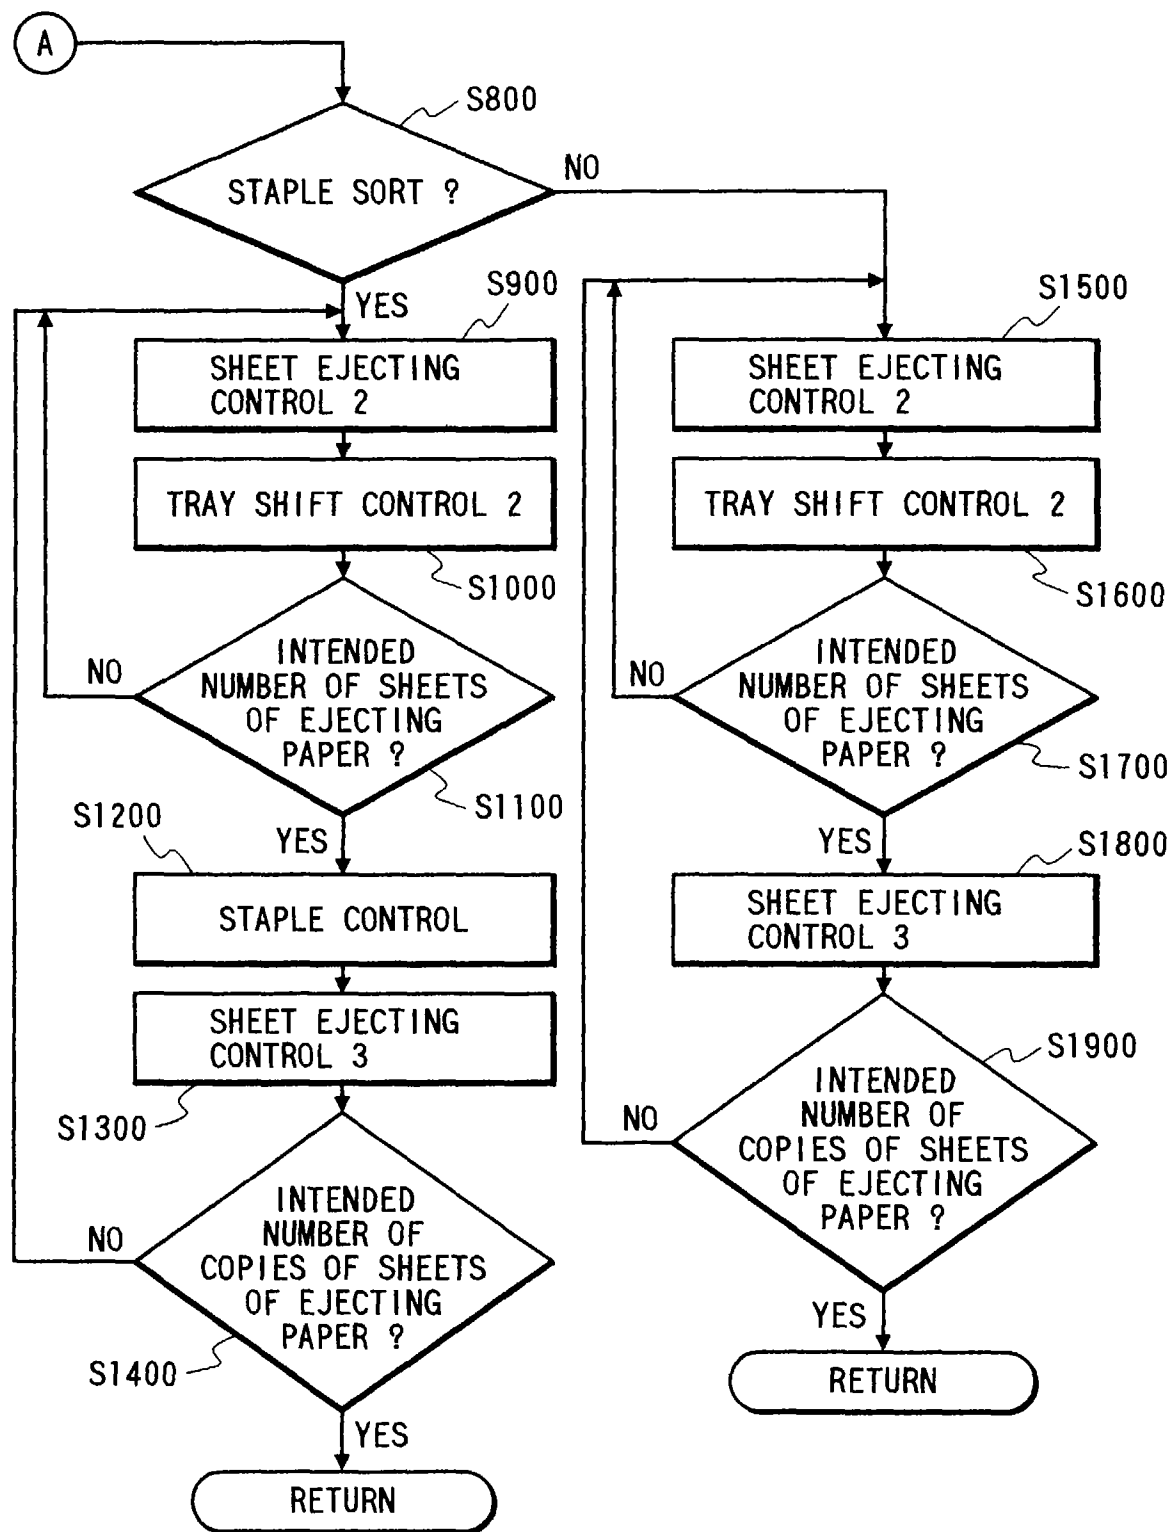 A
S800
STAPLE SORT ?
NO
YES
S900
SHEET EJECTING
CONTROL 2
TRAY SHIFT CONTROL 2
S1000
INTENDED
NUMBER OF SHEETS
OF EJECTING
PAPER ?
NO
S1100
YES
S1200
STAPLE CONTROL
SHEET EJECTING
CONTROL 3
S1300
INTENDED
NUMBER OF
COPIES OF SHEETS
OF EJECTING
PAPER ?
NO
S1400
YES
RETURN
S1500
SHEET EJECTING
CONTROL 2
TRAY SHIFT CONTROL 2
S1600
INTENDED
NUMBER OF SHEETS
OF EJECTING
PAPER ?
NO
S1700
YES
S1800
SHEET EJECTING
CONTROL 3
S1900
INTENDED
NUMBER OF
COPIES OF SHEETS
OF EJECTING
PAPER ?
NO
YES
RETURN